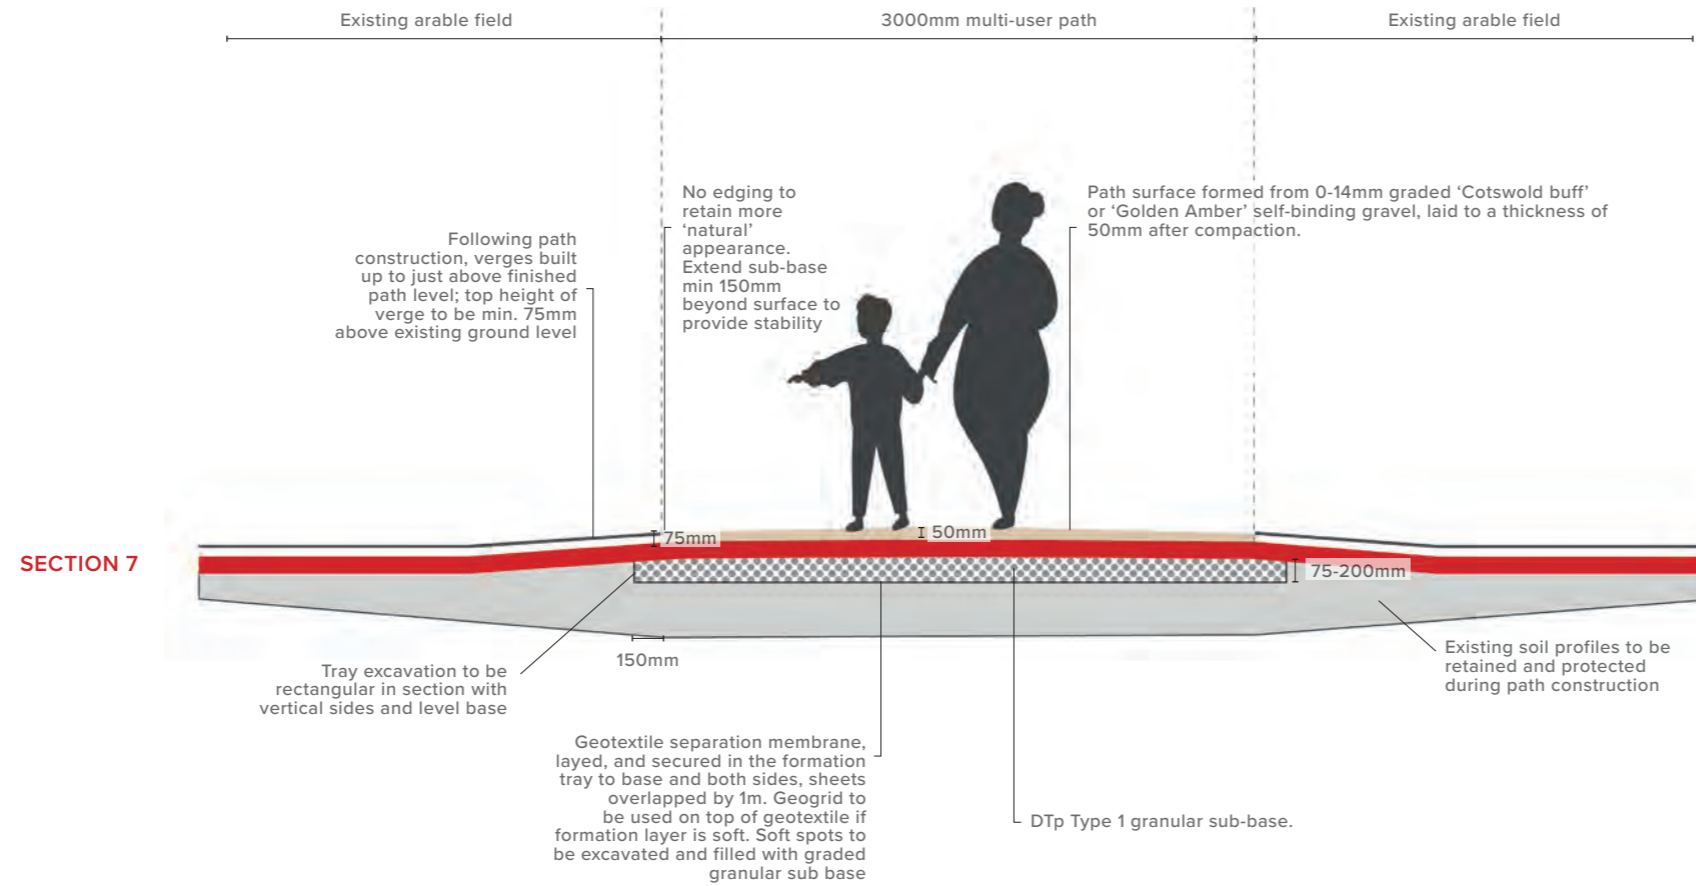 Existing arable field
3000mm multi-user path
Existing arable field
No edging to
retain more
‘natural’
appearance.
Extend sub-base
min 150mm
beyond surface to
provide stability
Path surface formed from 0-14mm graded ‘Cotswold buff’
or ‘Golden Amber’ self-binding gravel, laid to a thickness of
50mm after compaction.
Following path
construction, verges built
up to just above finished
path level; top height of
verge to be min. 75mm
above existing ground level
75mm
50mm
SECTION 7
75-200mm
150mm
Tray excavation to be
rectangular in section with
vertical sides and level base
Existing soil profiles to be
retained and protected
during path construction
Geotextile separation membrane,
layed, and secured in the formation
tray to base and both sides, sheets
overlapped by 1m. Geogrid to
be used on top of geotextile if
formation layer is soft. Soft spots to
be excavated and filled with graded
granular sub base
DTp Type 1 granular sub-base.